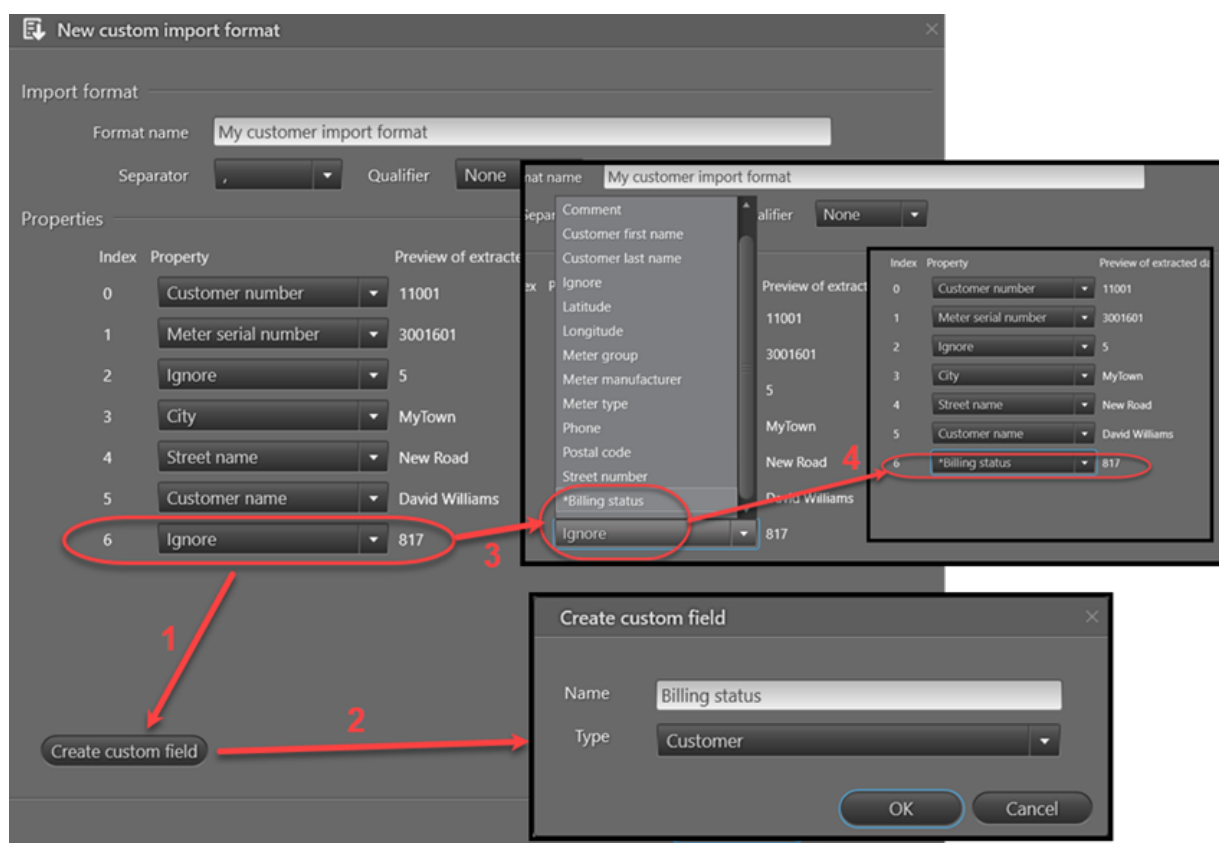 New custom import format
Import format
Format name My customer import format
Separator , Qualifier None
Properties
Index Property Preview of extracte
0 Customer number 11001
1 Meter serial number 3001601
2 Ignore 5
3 City MyTown
4 Street name New Road
5 Customer name David Williams
6 Ignore 817
1
Create custom field
2
3
mat name My customer import format
Separ alifier None
Comment
Customer first name
Customer last name
Ignore
Latitude
Longitude
Meter group
Meter manufacturer
Meter type
Phone
Postal code
Street number
*Billing status
Ignore
ex P Preview of extract
11001
3001601
5
MyTown
New Road
David Williams
817
4
Index Property Preview of extracted da
0 Customer number 11001
1 Meter serial number 3001601
2 Ignore 5
3 City MyTown
4 Street name New Road
5 Customer name David Williams
6 *Billing status 817
Create custom field
Name Billing status
Type Customer
OK Cancel